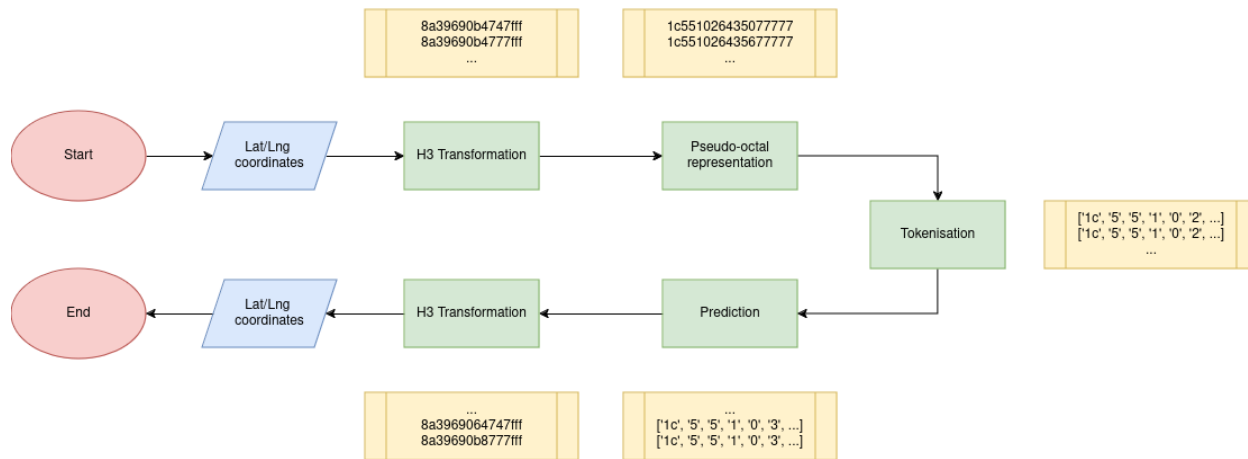 8a39690b4747fff
8a39690b4777fff
...
1c551026435077777
1c551026435677777
...
Start
Lat/Lng
coordinates
H3 Transformation
Pseudo-octal
representation
Tokenisation
['1c', '5', '5', '1', '0', '2', ...]
['1c', '5', '5', '1', '0', '2', ...]
...
End
Lat/Lng
coordinates
H3 Transformation
Prediction
...
8a3969064747fff
8a39690b8777fff
...
['1c', '5', '5', '1', '0', '3', ...]
['1c', '5', '5', '1', '0', '3', ...]